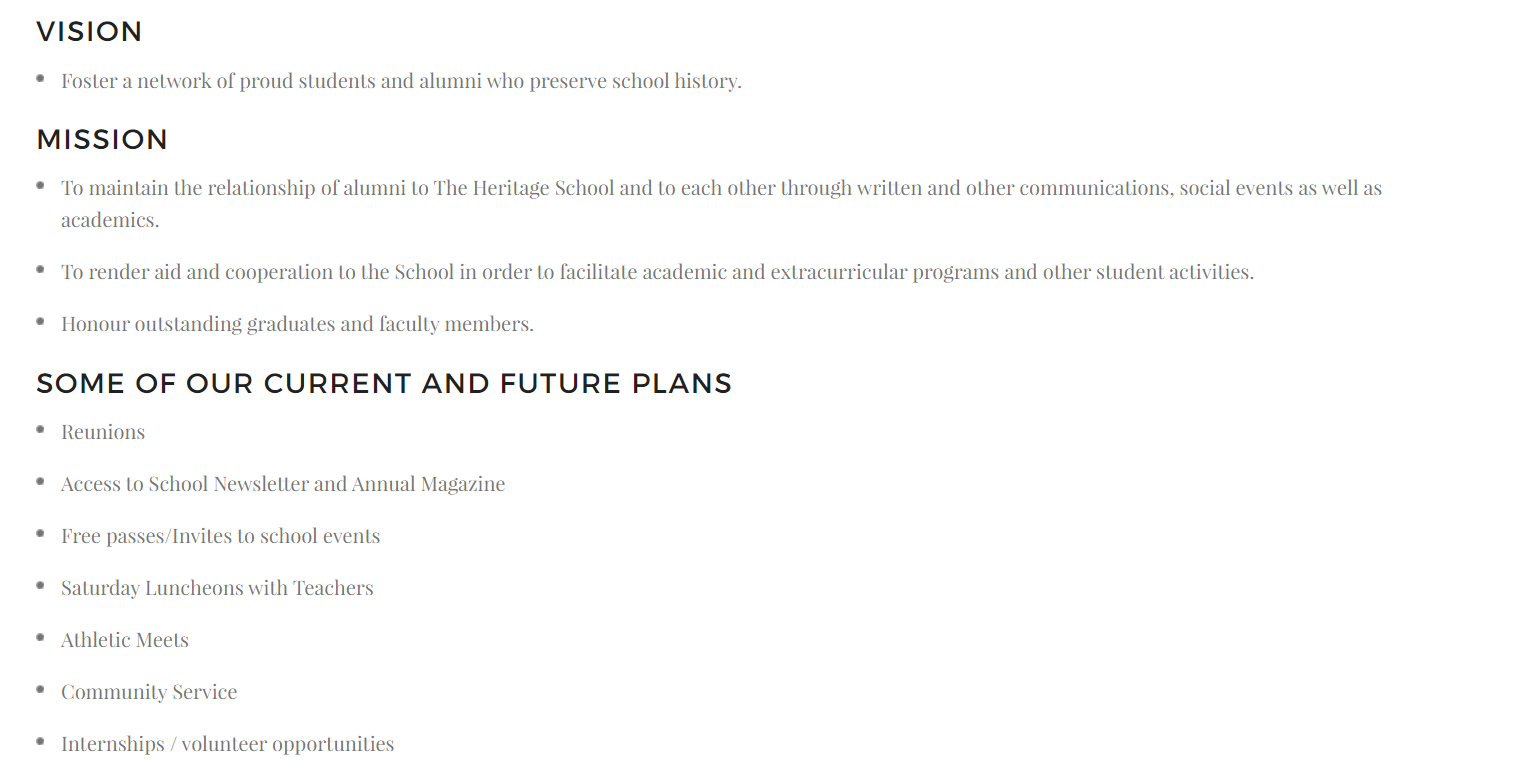 VISION
Foster a network of proud students and alumni who preserve school history.
MISSION
To maintain the relationship of alumni to The Heritage School and to each other through written and other communications, social events as well as
academics.
To render aid and cooperation to the School in order to facilitate academic and extracurricular programs and other student activities.
Honour outstanding graduates and faculty members.
SOME OF OUR CURRENT AND FUTURE PLANS
Reunions
Access to School Newsletter and Annual Magazine
Free passes/Invites to school events
Saturday Luncheons with Teachers
Athletic Meets
Community Service
Internships / volunteer opportunities